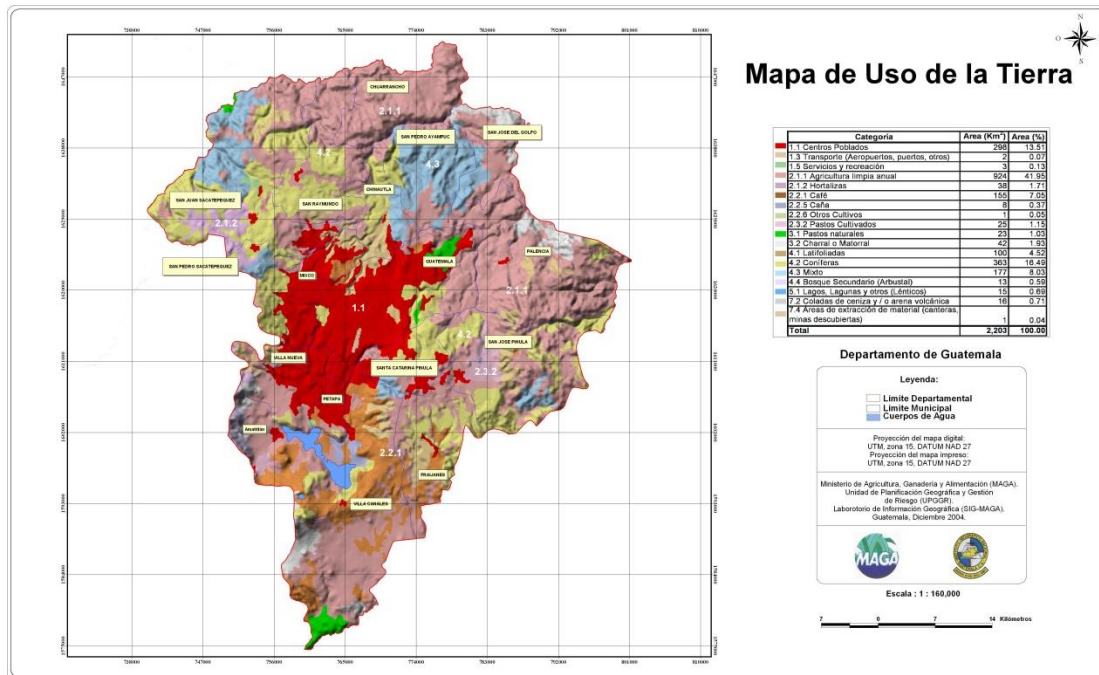 Mapa de Uso de la Tierra
N
O
S
Categoría Area (Km²) Area (%)
1.1 Centros Poblados 298 13.51
1.3 Transporte (Aeropuertos, puertos, otros) 2 0.07
1.5 Servicios y recreación 3 0.13
2.1.1 Agricultura limpia anual 924 41.95
2.1.2 Hortalizas 38 1.71
2.2.1 Café 155 7.05
2.2.5 Caña 8 0.37
2.2.6 Otros Cultivos 1 0.05
2.3.2 Pastos Cultivados 25 1.15
3.1 Pastos naturales 23 1.03
3.2 Charral o Matorral 42 1.93
4.1 Latifoliadas 100 4.52
4.2 Coníferas 363 16.49
4.3 Mixto 177 8.03
4.4 Bosque Secundario (Arbustal) 13 0.59
5.1 Lagos, Lagunas y otros (Lénticos) 15 0.69
7.2 Coladas de ceniza y / o arena volcánica 16 0.71
7.4 Areas de extracción de material (canteras,
minas descubiertas) 1 0.04
Total 2,203 100.00
Departamento de Guatemala
Leyenda:
Límite Departamental
Límite Municipal
Cuerpos de Agua
Proyección del mapa digital:
UTM, zona 15, DATUM NAD 27
Proyección del mapa impreso:
UTM, zona 15, DATUM NAD 27
Ministerio de Agricultura, Ganadería y Alimentación (MAGA).
Unidad de Planificación Geográfica y Gestión
de Riesgo (UPGGR).
Laboratorio de Información Geográfica (SIG-MAGA).
Guatemala, Diciembre 2004.
MAGA
Escala : 1 : 160,000
7 0 7 14 Kilómetros
CHUARRANCHO
2.1.1
SAN PEDRO AYAMPUC
SAN JOSE DEL GOLFO
4.2
4.3
CHINAUTLA
SAN JUAN SACATEPEQUEZ
SAN RAYMUNDO
2.1.2
SAN PEDRO SACATEPEQUEZ
GUATEMALA
PALENCIA
MIXCO
2.1.1
1.1
4.2
SAN JOSE PINULA
VILLA NUEVA
SANTA CATARINA PINULA
2.3.2
PETAPA
Amatitlan
2.2.1
FRAIJANES
VILLA CANALES